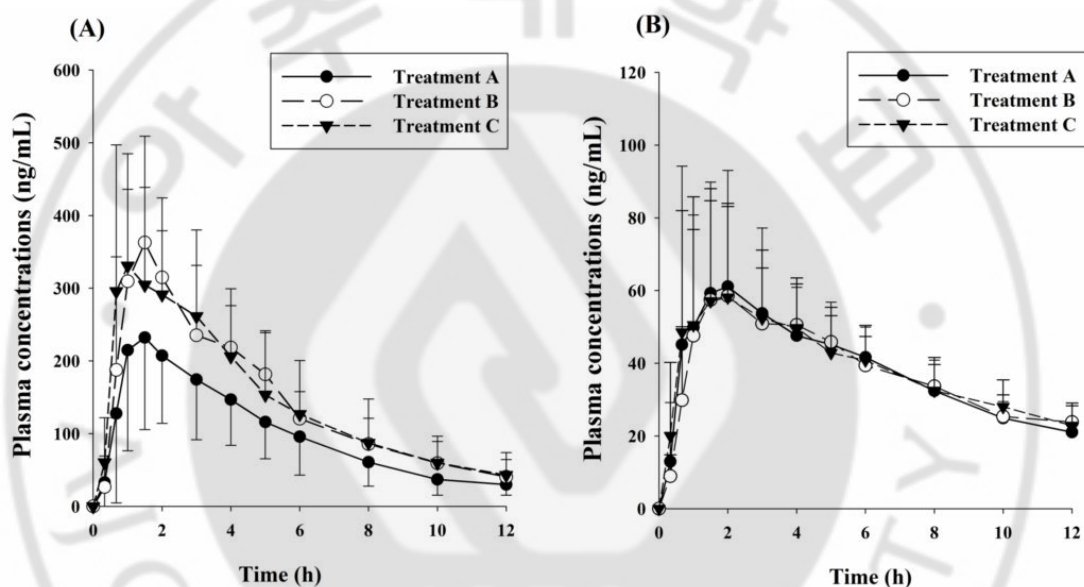 (A)
Plasma concentrations (ng/mL)
600
500
400
300
200
100
0
Treatment A
Treatment B
Treatment C
0 2 4 6 8 10 12
Time (h)
(B)
Plasma concentrations (ng/mL)
120
100
80
60
40
20
0
Treatment A
Treatment B
Treatment C
0 2 4 6 8 10 12
Time (h)